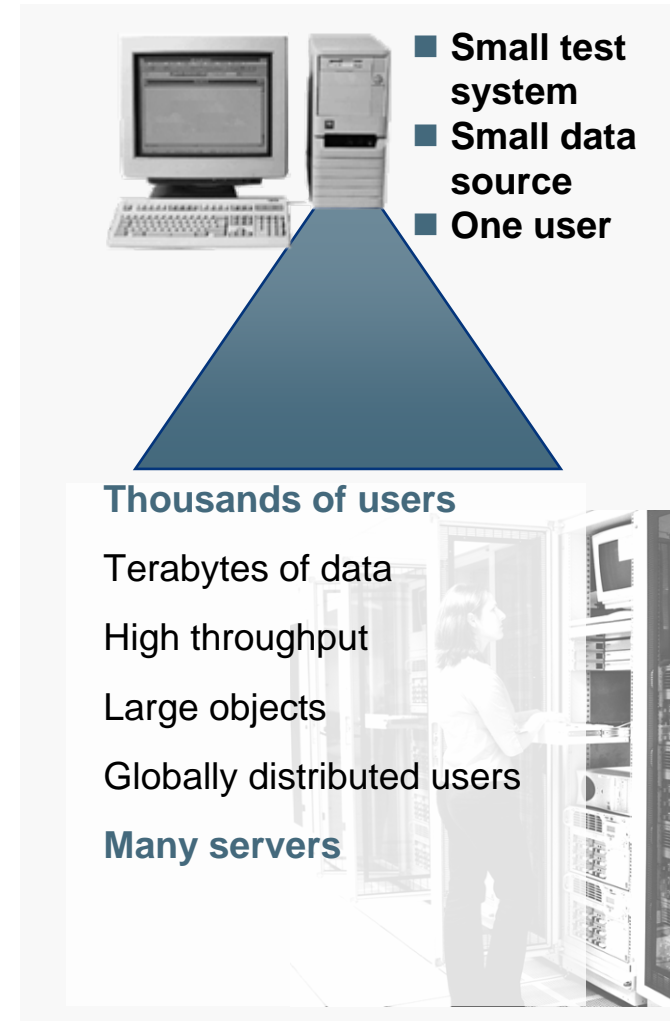 ■ Small test
system
■ Small data
source
■ One user
Thousands of users
Terabytes of data
High throughput
Large objects
Globally distributed users
Many servers